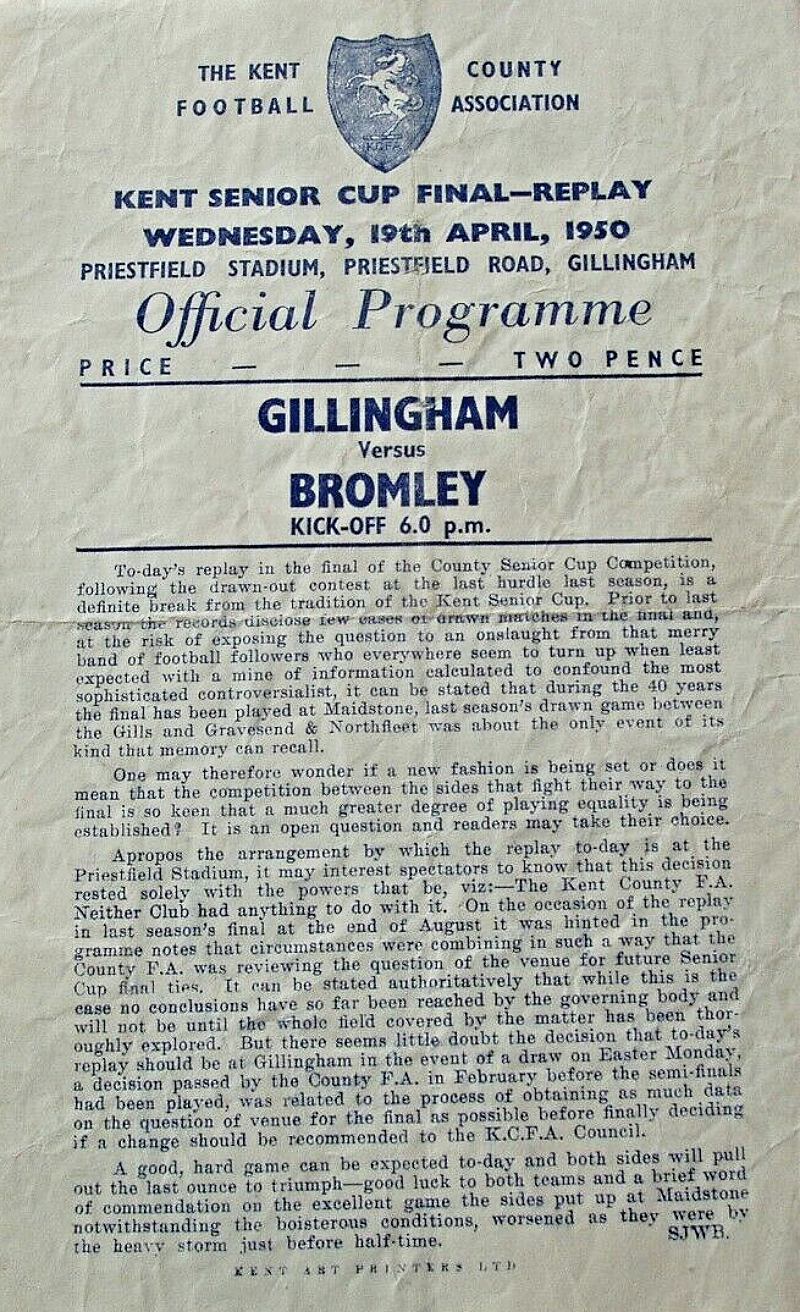 THE KENT COUNTY
FOOTBALL ASSOCIATION
KCFA
KENT SENIOR CUP FINAL—REPLAY
WEDNESDAY, 19th APRIL, 1950
PRIESTFIELD STADIUM, PRIESTFIELD ROAD, GILLINGHAM
Official Programme
PRICE — — — TWO PENCE
GILLINGHAM
Versus
BROMLEY
KICK-OFF 6.0 p.m.
To-day's replay in the final of the County Senior Cup Competition,
following the drawn-out contest at the last hurdle last season, is a
definite break from the tradition of the Kent Senior Cup. Prior to last
season the records disclose few cases of drawn matches in the final and,
at the risk of exposing the question to an onslaught from that merry
band of football followers who everywhere seem to turn up when least
expected with a mine of information calculated to confound the most
sophisticated controversialist, it can be stated that during the 40 years
the final has been played at Maidstone, last season's drawn game between
the Gills and Gravesend & Northfleet was about the only event of its
kind that memory can recall.
One may therefore wonder if a new fashion is being set or does it
mean that the competition between the sides that fight their way to the
final is so keen that a much greater degree of playing equality is being
established? It is an open question and readers may take their choice.
Apropos the arrangement by which the replay to-day is at the
Priestfield Stadium, it may interest spectators to know that this decision
rested solely with the powers that be, viz:—The Kent County F.A.
Neither Club had anything to do with it. On the occasion of the replay
in last season's final at the end of August it was hinted in the pro-
gramme notes that circumstances were combining in such a way that the
County F.A. was reviewing the question of the venue for future Senior
Cup final ties. It can be stated authoritatively that while this is the
case no conclusions have so far been reached by the governing body and
will not be until the whole field covered by the matter has been thor-
oughly explored. But there seems little doubt the decision that to-day's
replay should be at Gillingham in the event of a draw on Easter Monday,
a decision passed by the County F.A. in February before the semi-finals
had been played, was related to the process of obtaining as much data
on the question of venue for the final as possible before finally deciding
if a change should be recommended to the K.C.F.A. Council.
A good, hard game can be expected to-day and both sides will pull
out the last ounce to triumph—good luck to both teams and a brief word
of commendation on the excellent game the sides put up at Maidstone
notwithstanding the boisterous conditions, worsened as they were by
the heavy storm just before half-time. SJWB.
KENT ART PRINTERS LTD